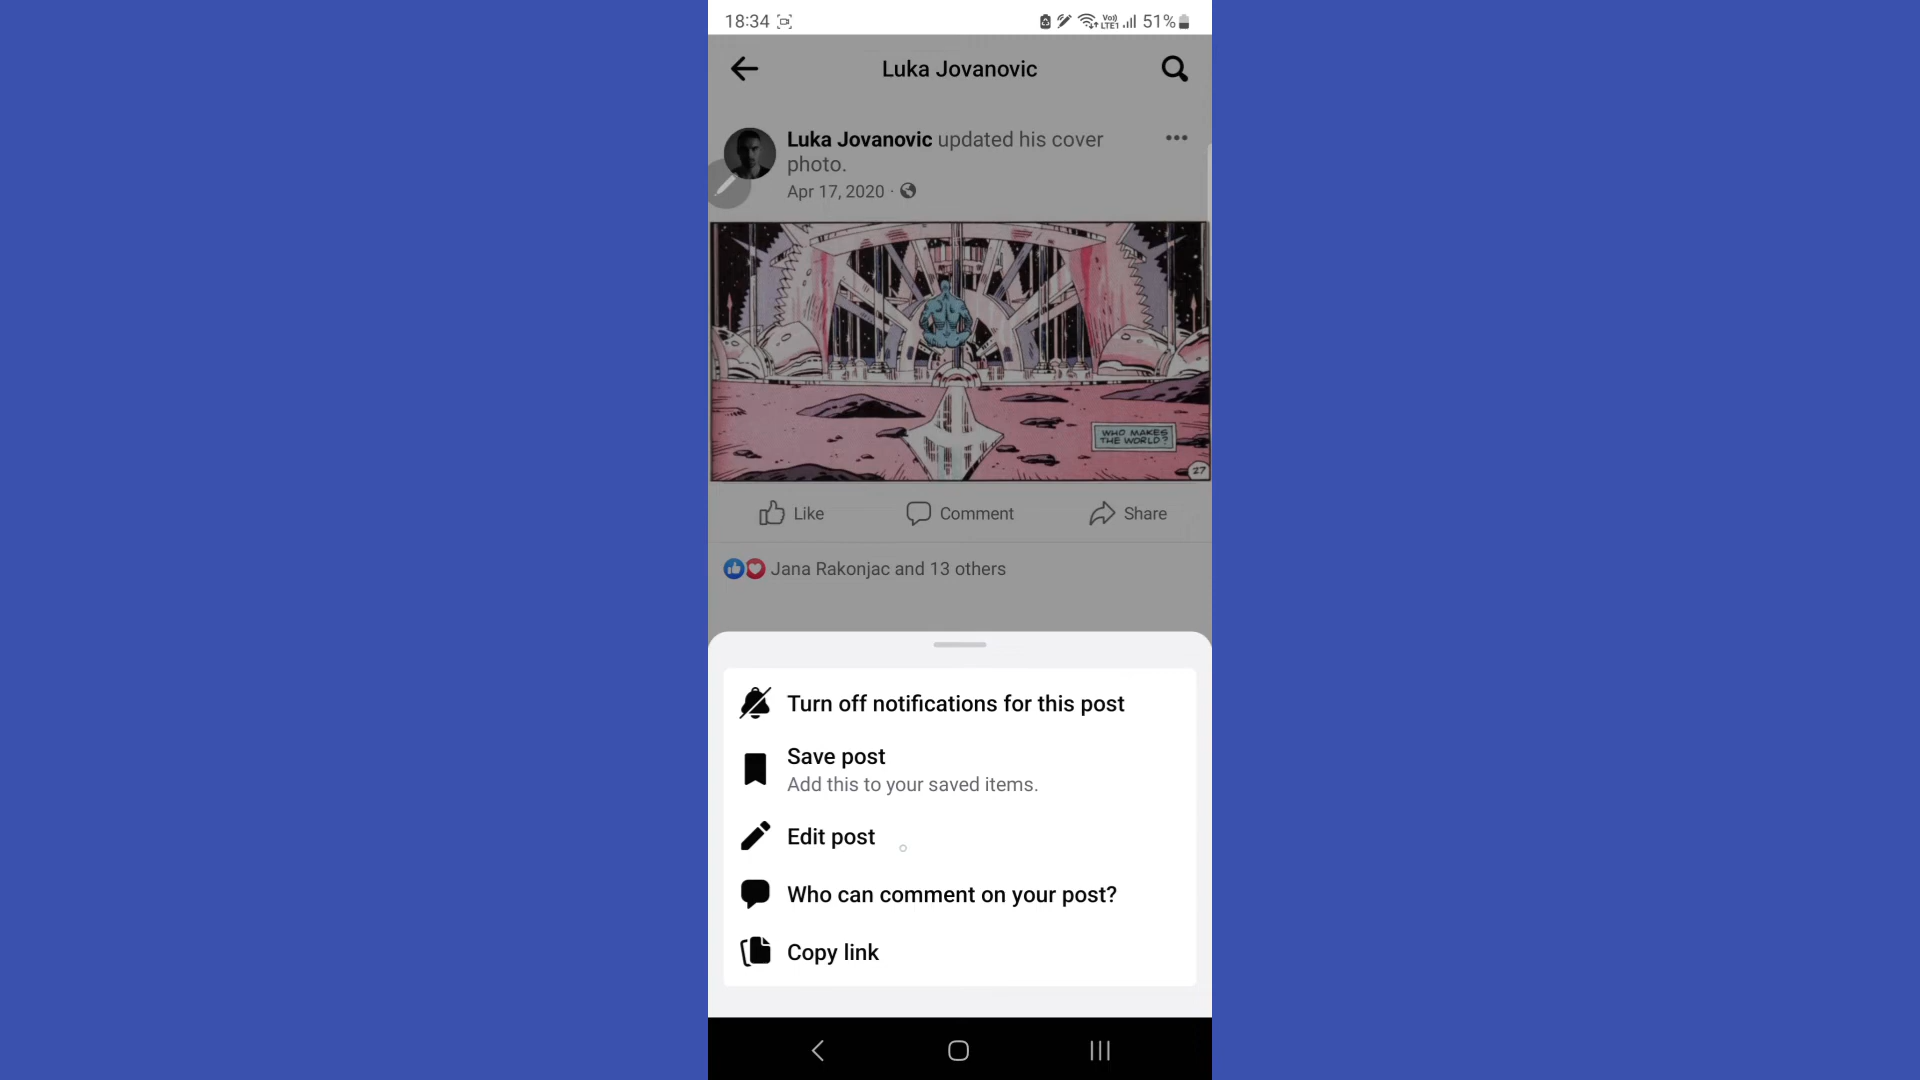 18:34
Vo))
LTE1
51%
Luka Jovanovic
Luka Jovanovic updated his cover
photo.
Apr 17, 2020 ·
WHO MAKES
THE WORLD?
27
Like
Comment
Share
Jana Rakonjac and 13 others
Turn off notifications for this post
Save post
Add this to your saved items.
Edit post
Who can comment on your post?
Copy link